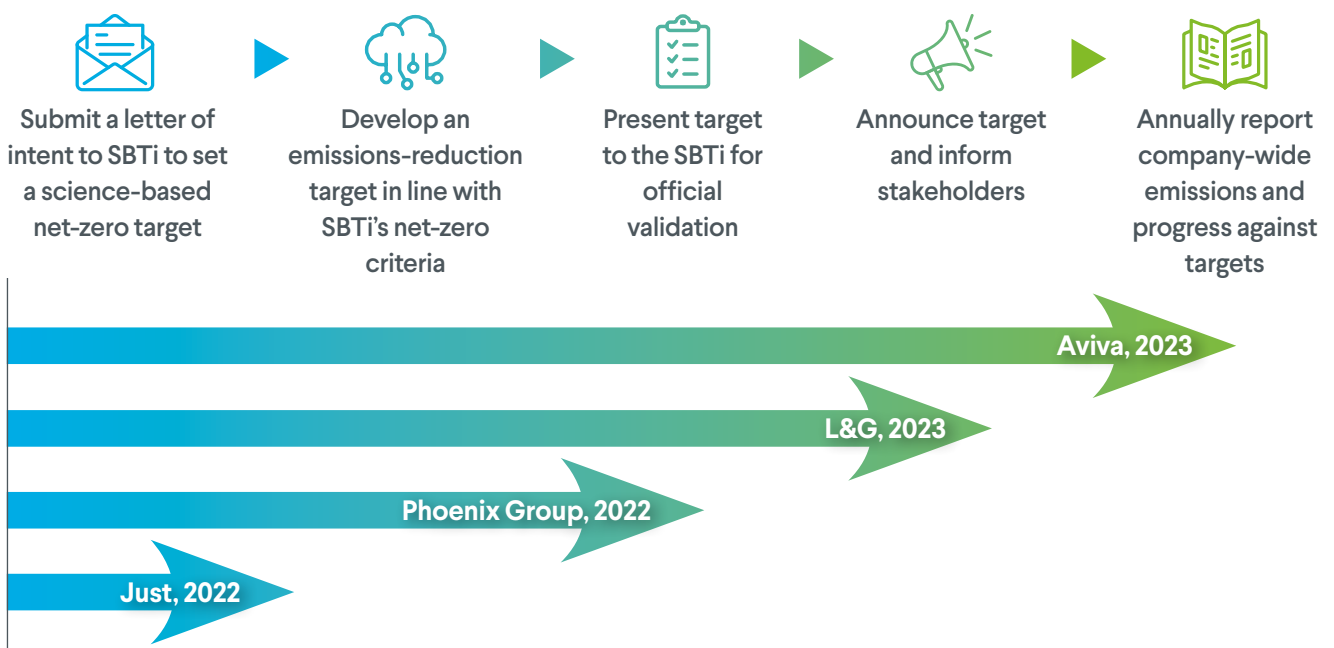 Submit a letter of
intent to SBTi to set
a science-based
net-zero target
Develop an
emissions-reduction
target in line with
SBTi’s net-zero
criteria
Present target
to the SBTi for
official
validation
Announce target
and inform
stakeholders
Annually report
company-wide
emissions and
progress against
targets
Aviva, 2023
L&G, 2023
Phoenix Group, 2022
Just, 2022